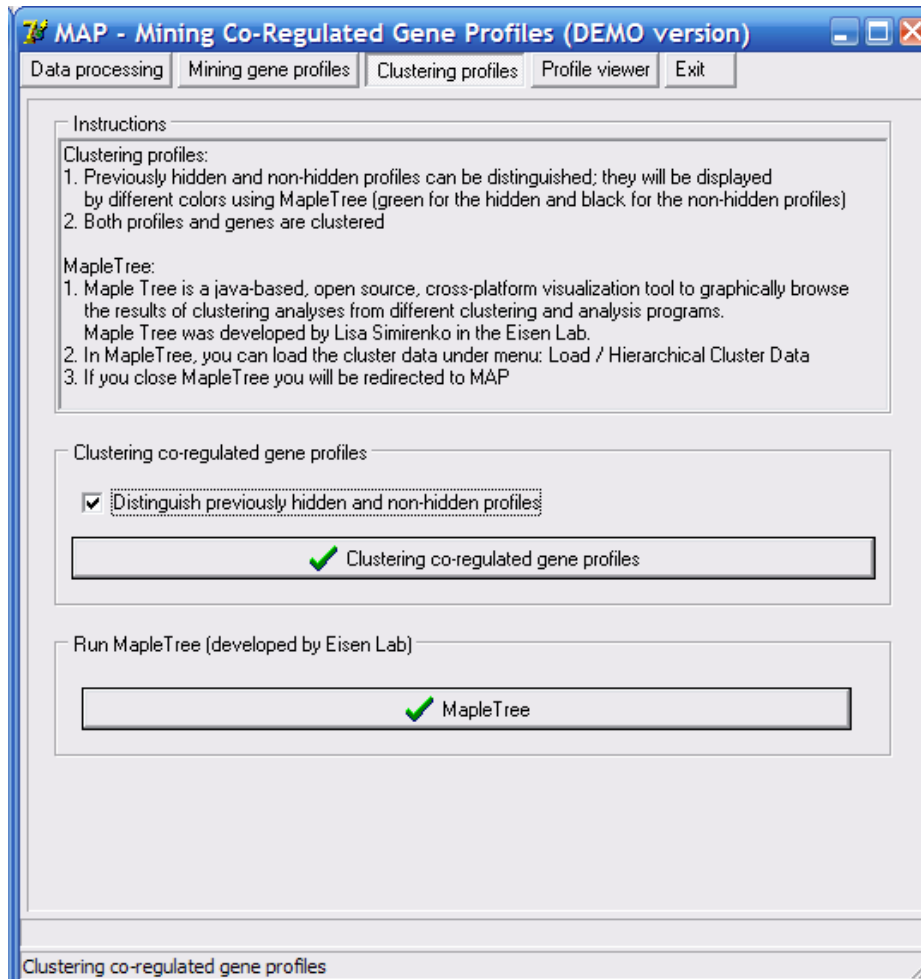 MAP - Mining Co-Regulated Gene Profiles (DEMO version)
Data processing Mining gene profiles Clustering profiles Profile viewer Exit
Instructions
Clustering profiles:
1. Previously hidden and non-hidden profiles can be distinguished; they will be displayed
by different colors using MapleTree (green for the hidden and black for the non-hidden profiles)
2. Both profiles and genes are clustered
MapleTree:
1. Maple Tree is a java-based, open source, cross-platform visualization tool to graphically browse
the results of clustering analyses from different clustering and analysis programs.
Maple Tree was developed by Lisa Simirenko in the Eisen Lab.
2. In MapleTree, you can load the cluster data under menu: Load / Hierarchical Cluster Data
3. If you close MapleTree you will be redirected to MAP
Clustering co-regulated gene profiles
Distinguish previously hidden and non-hidden profiles
Clustering co-regulated gene profiles
Run MapleTree (developed by Eisen Lab)
MapleTree
Clustering co-regulated gene profiles